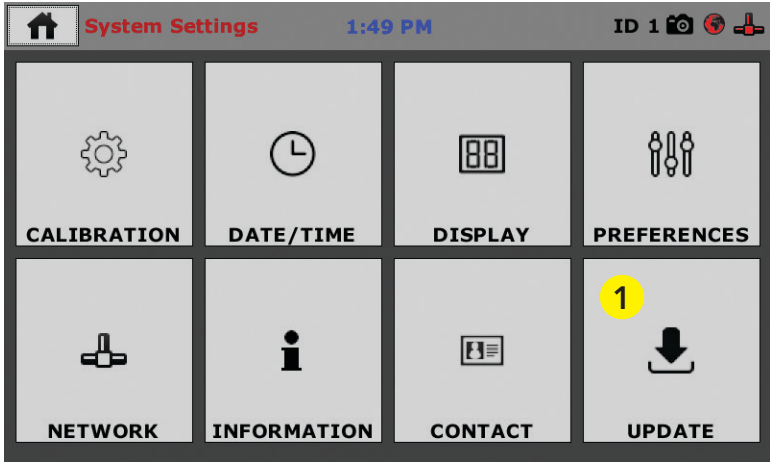 System Settings 1:49 PM ID 1
CALIBRATION DATE/TIME DISPLAY PREFERENCES
1
NETWORK INFORMATION CONTACT UPDATE